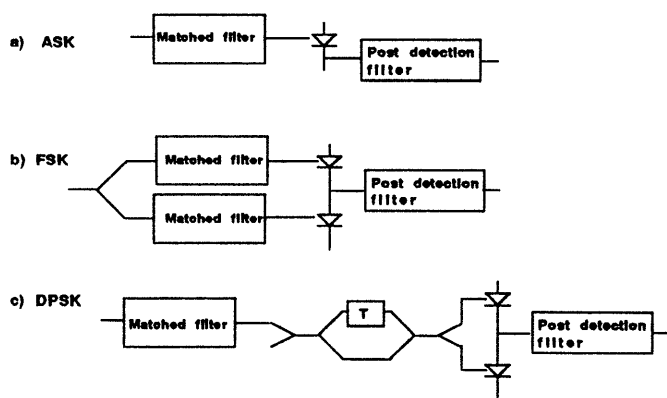 a) ASK
Matched filter
Post detection
filter
b) FSK
Matched filter
Matched filter
Post detection
filter
c) DPSK
Matched filter
T
Post detection
filter